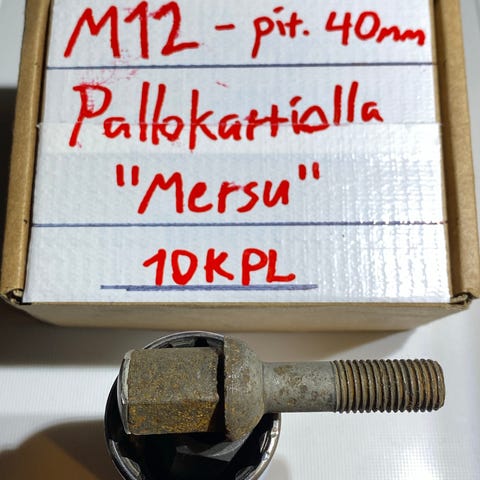 M12 - pit. 40mm
Pallokartiolla
"Mersu"
10KPL